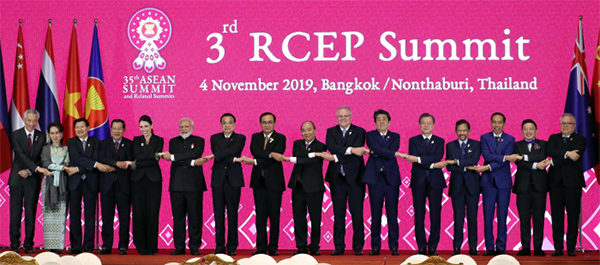 35th ASEAN
SUMMIT
and Related Summits
3rd RCEP Summit
4 November 2019, Bangkok / Nonthaburi, Thailand